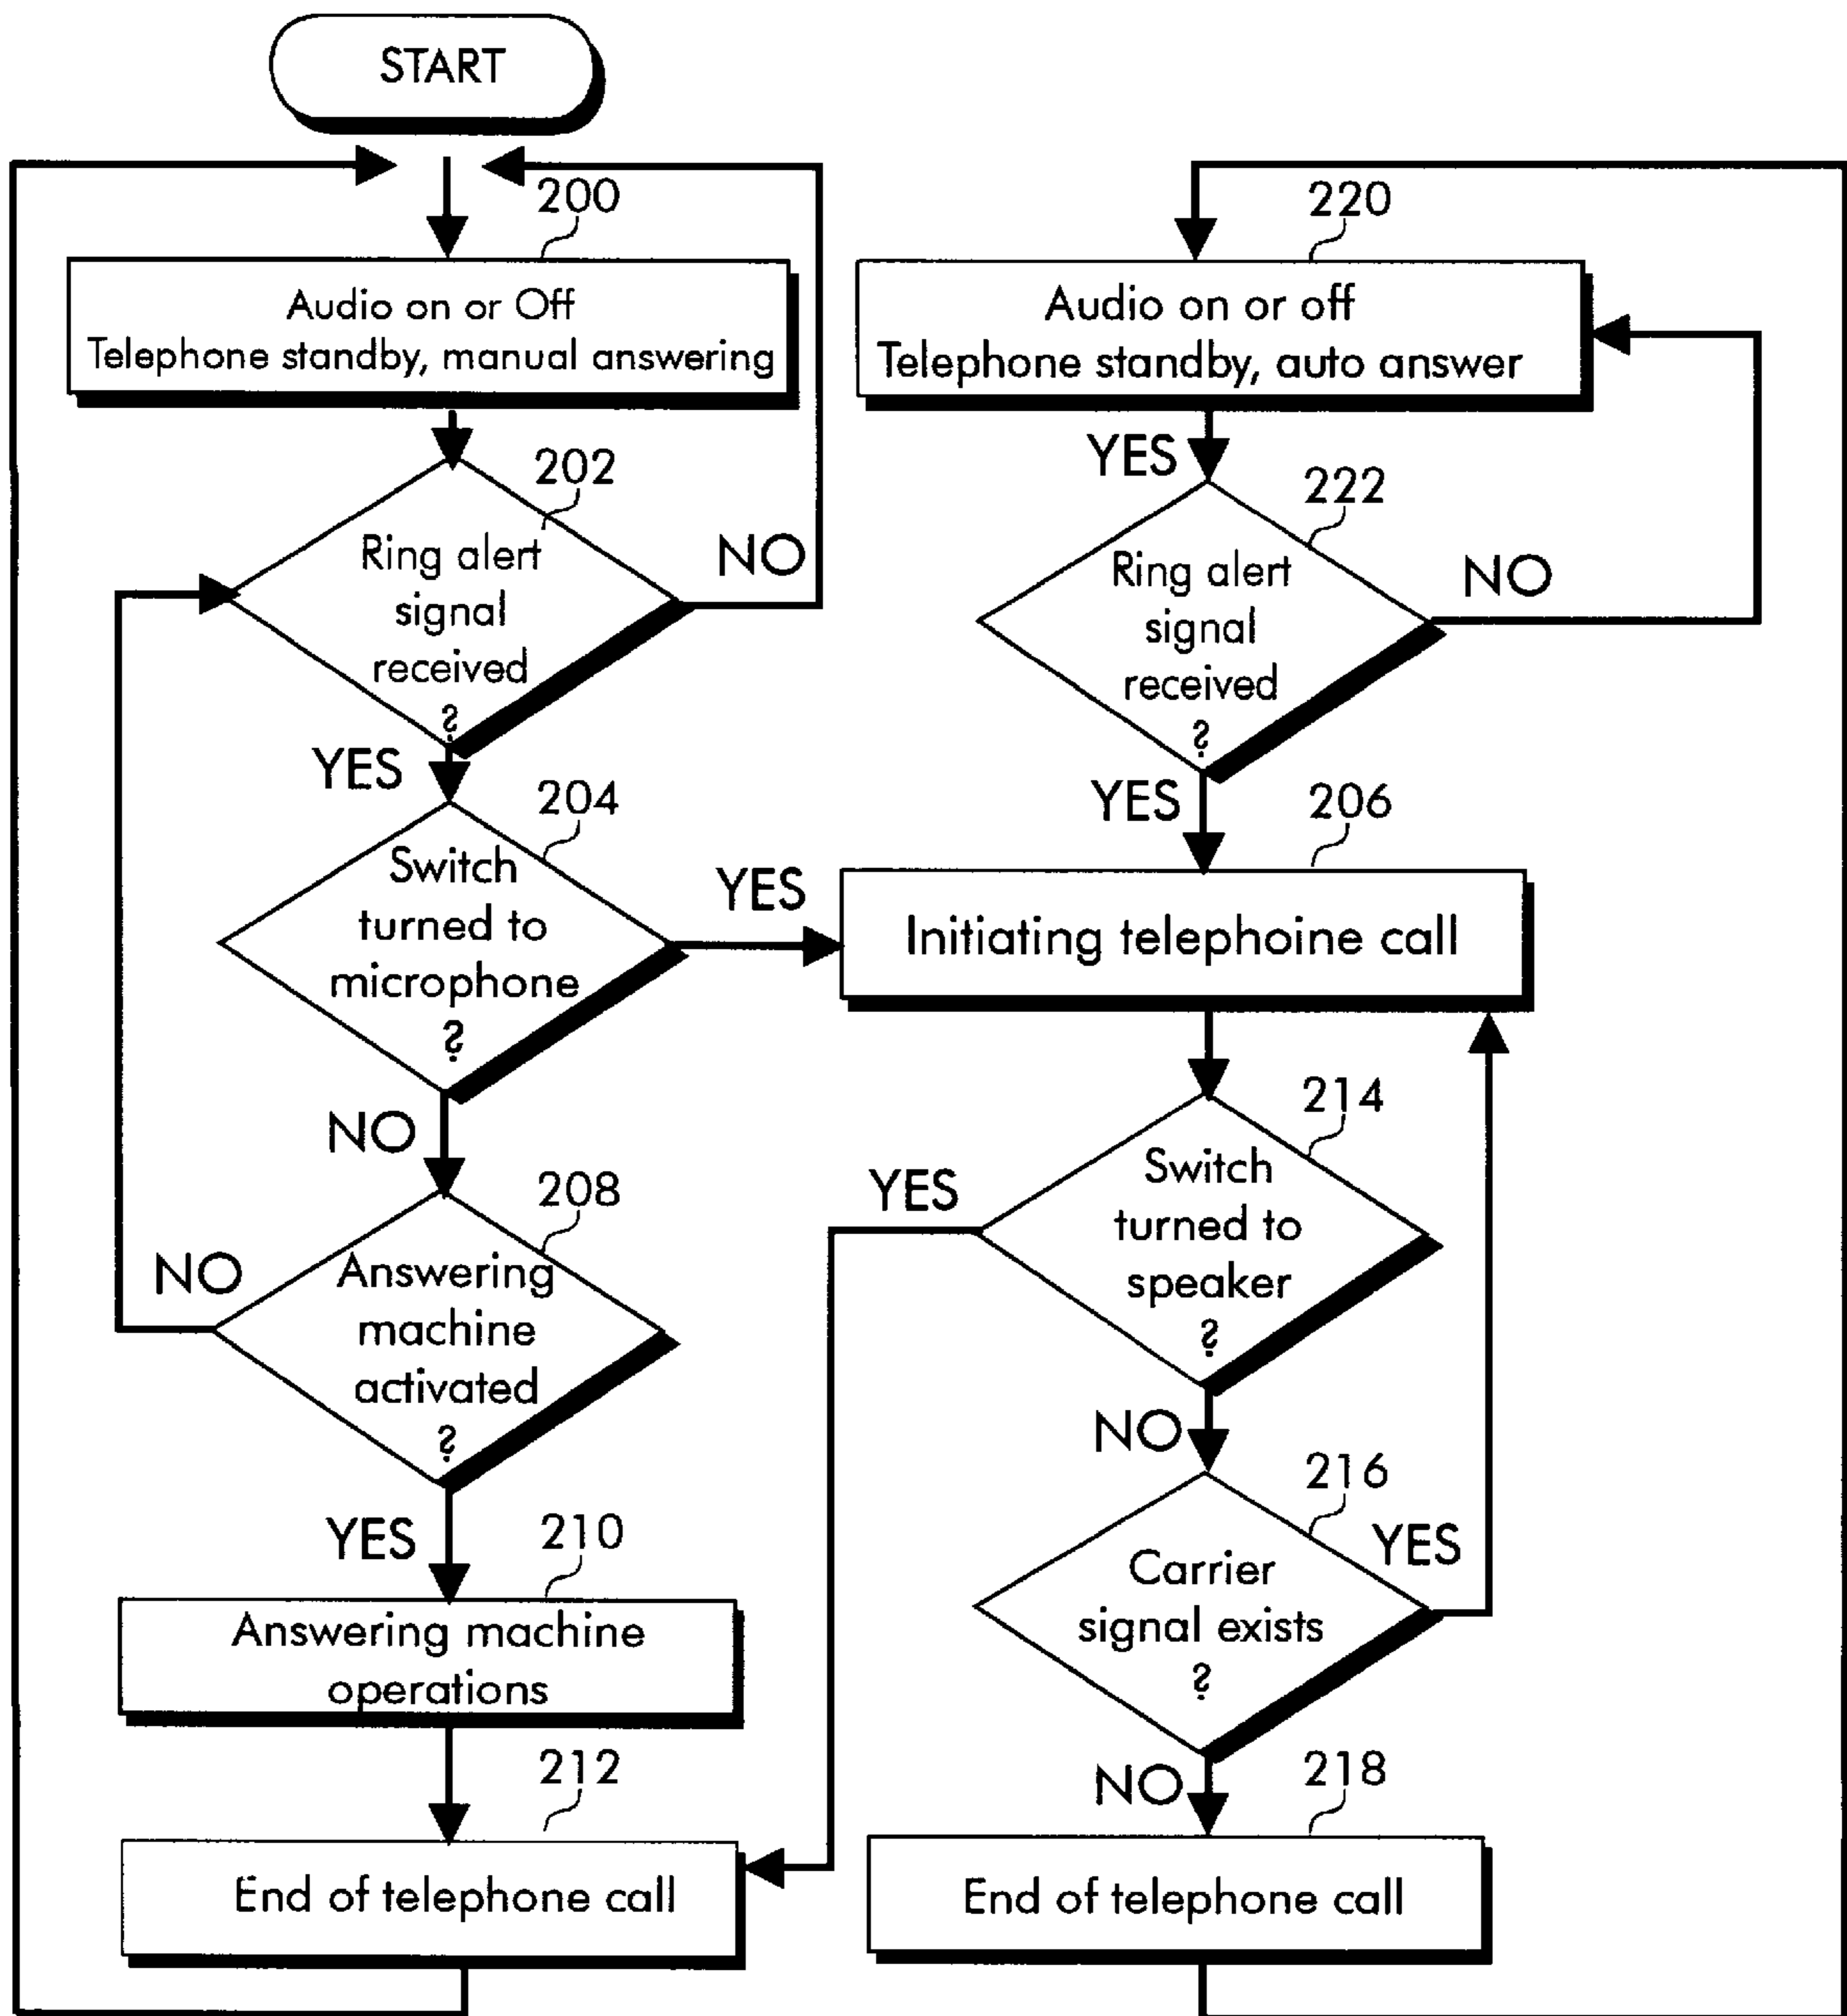 START
200
Audio on or Off
Telephone standby, manual answering
202
Ring alert
signal
received
?
NO
YES
204
Switch
turned to
microphone
?
YES
NO
208
Answering
machine
activated
?
NO
YES
210
Answering machine
operations
212
End of telephone call
220
Audio on or off
Telephone standby, auto answer
YES
222
Ring alert
signal
received
?
NO
YES
206
Initiating telephoine call
214
Switch
turned to
speaker
?
YES
NO
216
Carrier
signal exists
?
YES
NO
218
End of telephone call